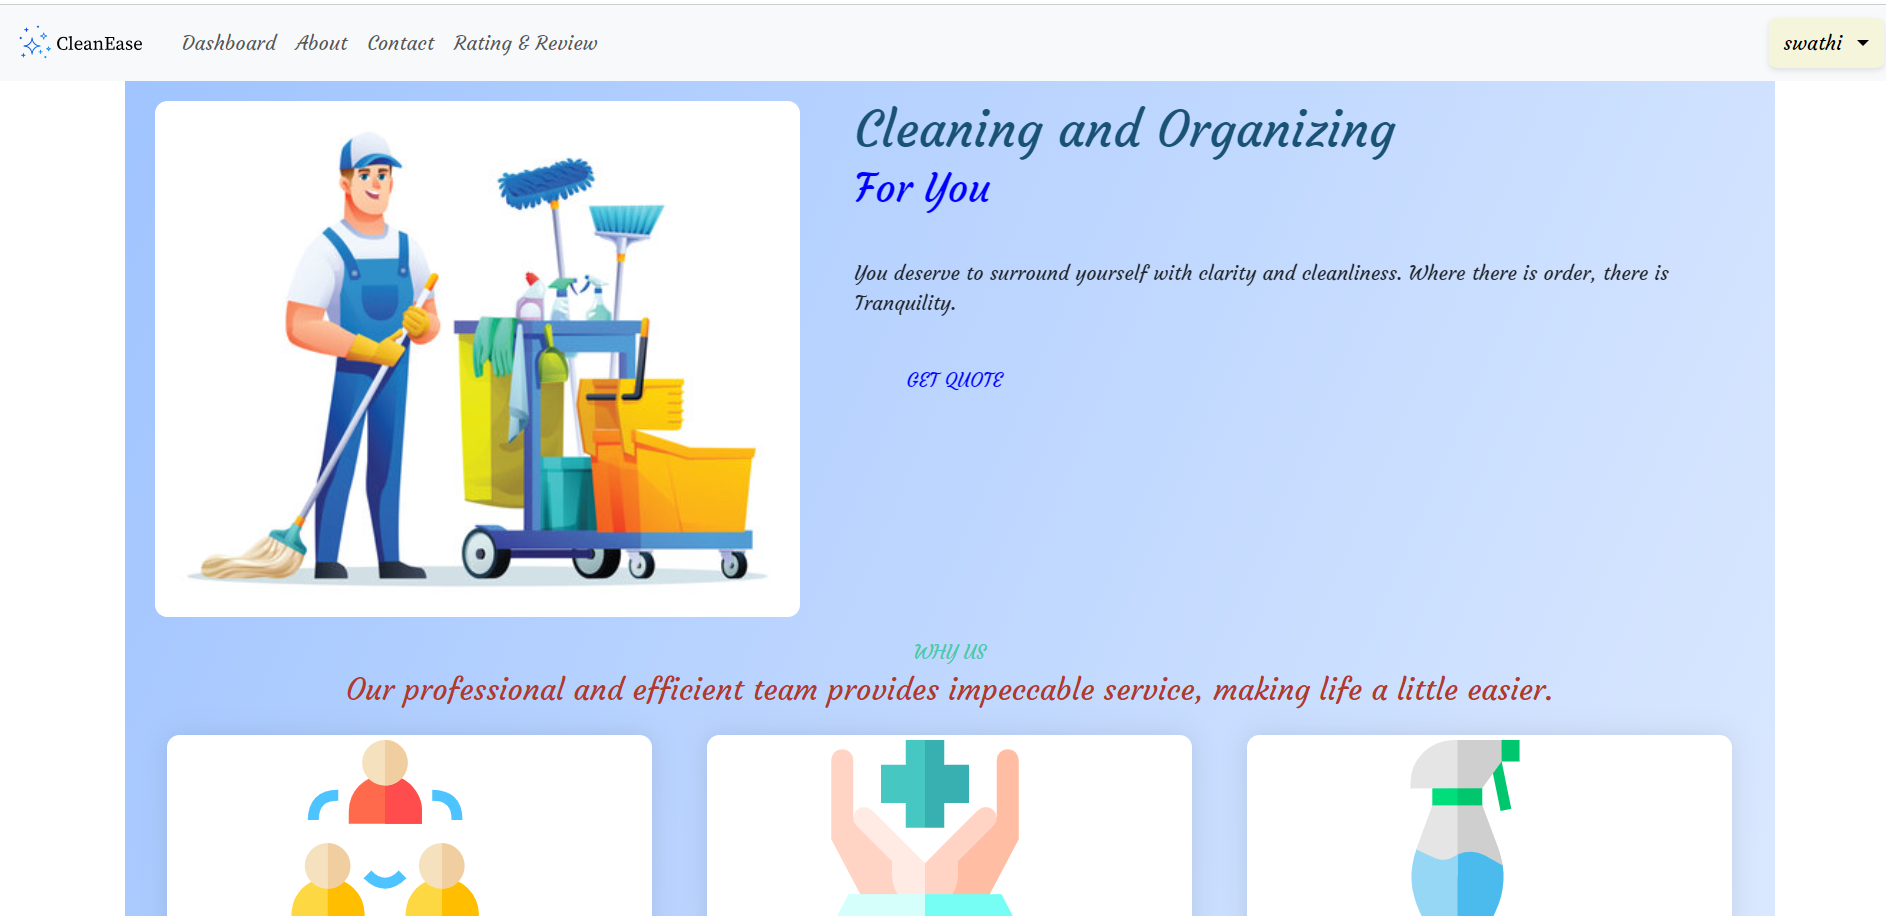 CleanEase Dashboard About Contact Rating & Review swathi
Cleaning and Organizing
For You
You deserve to surround yourself with clarity and cleanliness. Where there is order, there is
Tranquility.
GET QUOTE
WHY US
Our professional and efficient team provides impeccable service, making life a little easier.